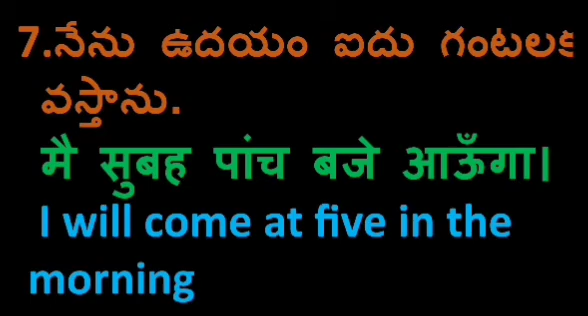 7.నేను ఉదయం ఐదు గంటలకు
వస్తాను.
मै सुबह पांच बजे आऊँगा।
I will come at five in the
morning